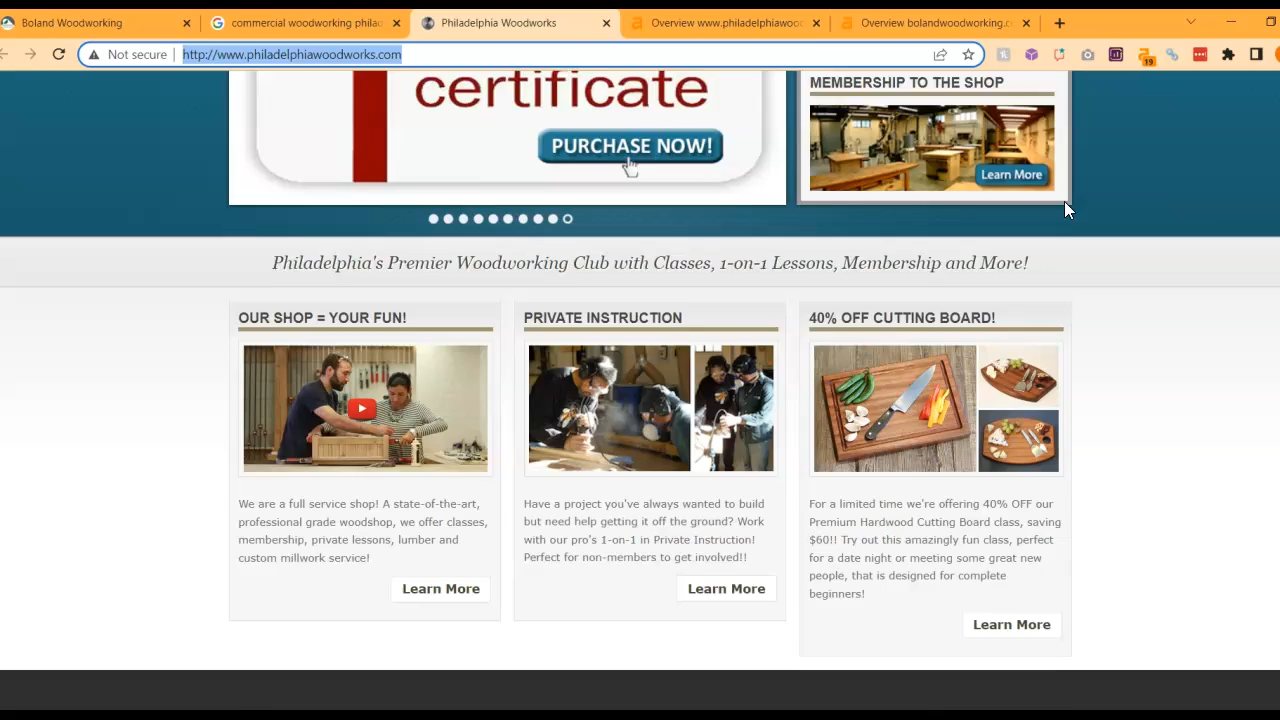 Boland Woodworking
commercial woodworking philad
Philadelphia Woodworks
Overview www.philadelphiawoo
Overview bolandwoodworking.c
Not secure
http://www.philadelphiawoodworks.com
19
certificate
PURCHASE NOW!
MEMBERSHIP TO THE SHOP
Learn More
Philadelphia's Premier Woodworking Club with Classes, 1-on-1 Lessons, Membership and More!
OUR SHOP = YOUR FUN!
We are a full service shop! A state-of-the-art,
professional grade woodshop, we offer classes,
membership, private lessons, lumber and
custom millwork service!
Learn More
PRIVATE INSTRUCTION
Have a project you've always wanted to build
but need help getting it off the ground? Work
with our pro's 1-on-1 in Private Instruction!
Perfect for non-members to get involved!!
Learn More
40% OFF CUTTING BOARD!
For a limited time we're offering 40% OFF our
Premium Hardwood Cutting Board class, saving
$60!! Try out this amazingly fun class, perfect
for a date night or meeting some great new
people, that is designed for complete
beginners!
Learn More